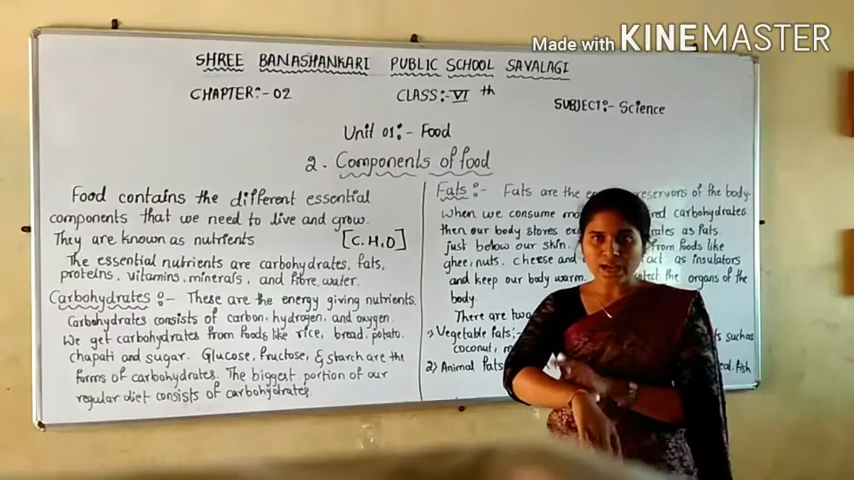 Made with KINEMASTER
SHREE BANASHANKARI PUBLIC SCHOOL SAVALAGI
CHAPTER:- 02 CLASS:- VI th SUBJECT:- Science
Unit 01:- Food
2. Components of food
Food contains the different essential
components that we need to live and grow.
They are known as nutrients [C.H.O]
The essential nutrients are carbohydrates, fats,
proteins, vitamins, minerals, and fibre, water.
Carbohydrates:- These are the energy giving nutrients.
Carbohydrates consists of carbon, hydrogen, and oxygen.
We get carbohydrates from foods like rice, bread, potato,
chapati and sugar. Glucose, fructose, & starch are the
forms of carbohydrates. The biggest portion of our
regular diet consists of carbohydrates.
Fats:- Fats are the reservors of the body.
when we consume carbohydrates.
then our body stores as fats.
just below our skin. from foods like
ghee, nuts, cheese and act as insulators
and keep our body warm. the organs of the
body.
There are
1) Vegetable fats:- such as
coconut,
2) Animal fats fish